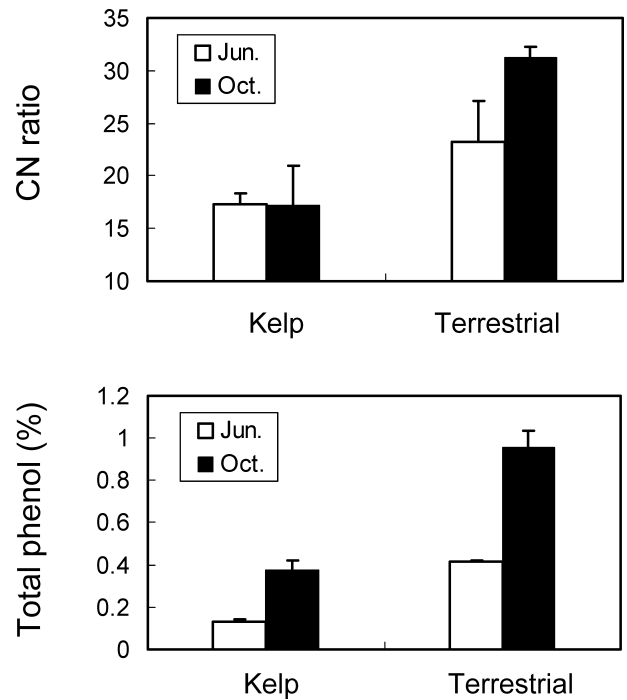 35
30
25
20
15
10
CN ratio
Jun.
Oct.
Kelp Terrestrial
1.2
1
0.8
0.6
0.4
0.2
0
Total phenol (%)
Jun.
Oct.
Kelp Terrestrial